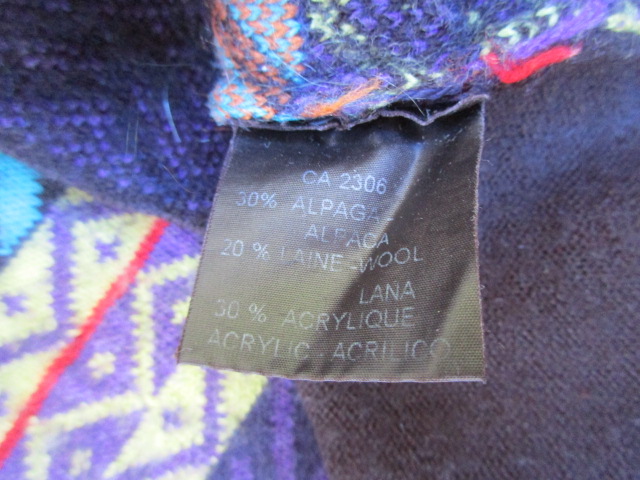 CA 2306
30% ALPAGA
ALPACA
20 % LAINE-WOOL
LANA
30 % ACRYLIQUE
ACRYLIC . ACRILICO